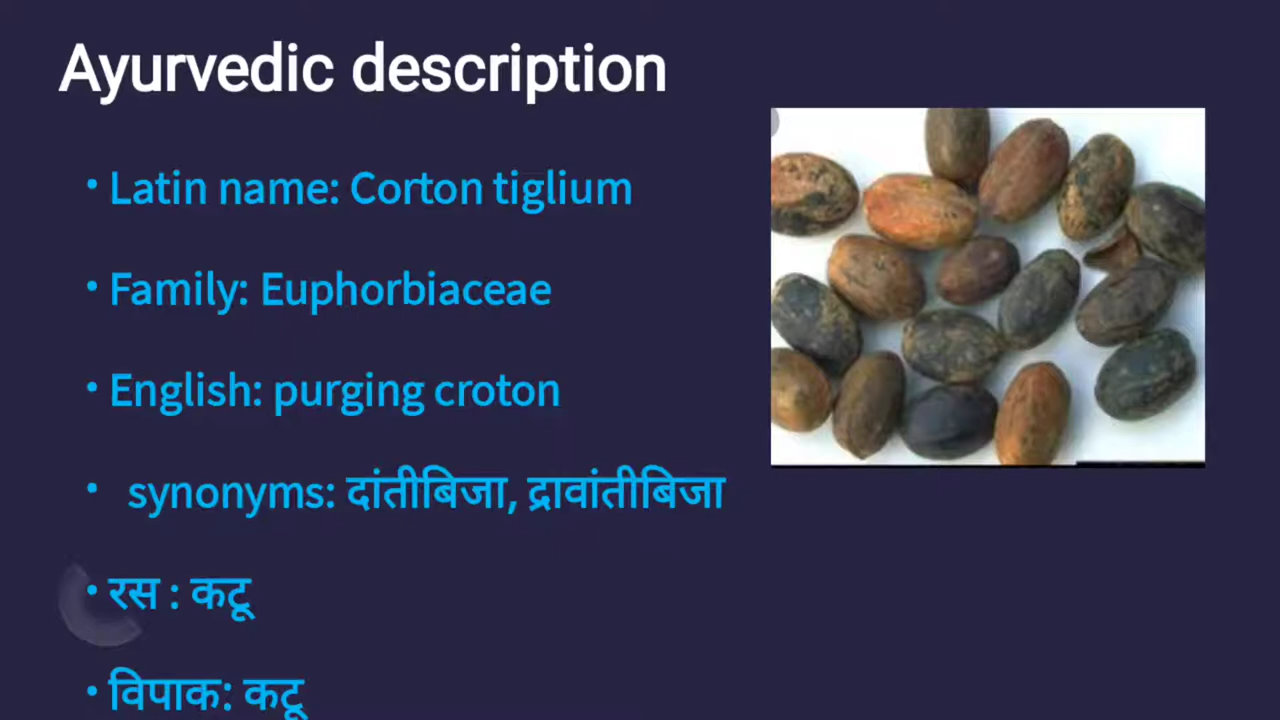 Ayurvedic description
• Latin name: Corton tiglium
• Family: Euphorbiaceae
• English: purging croton
• synonyms: दांतीबिजा, द्रावांतीबिजा
• रस : कटू
• विपाक: कटू